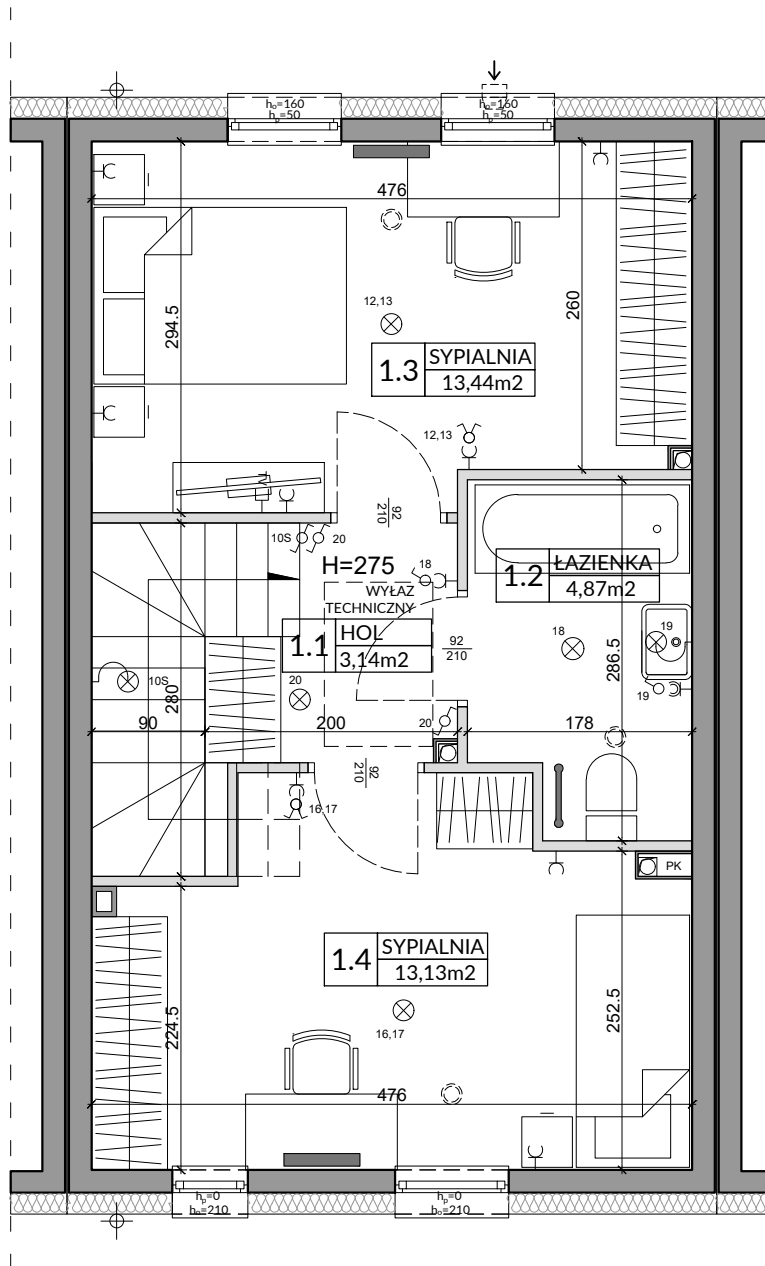 hₒ=160
hₚ=50
hₒ=160
hₚ=50
476
294.5
260
12,13
1.3 SYPIALNIA
13,44m2
12,13
TV
92
210
10S
20
H=275
18
WYŁAZ
TECHNICZNY
1.2 ŁAZIENKA
4,87m2
1.1 HOL
3,14m2
92
210
18
19
286.5
10S
280
20
19
90
200
20
178
92
210
16,17
PK
1.4 SYPIALNIA
13,13m2
16,17
224.5
252.5
476
hₚ=0
hₒ=210
hₚ=0
hₒ=210